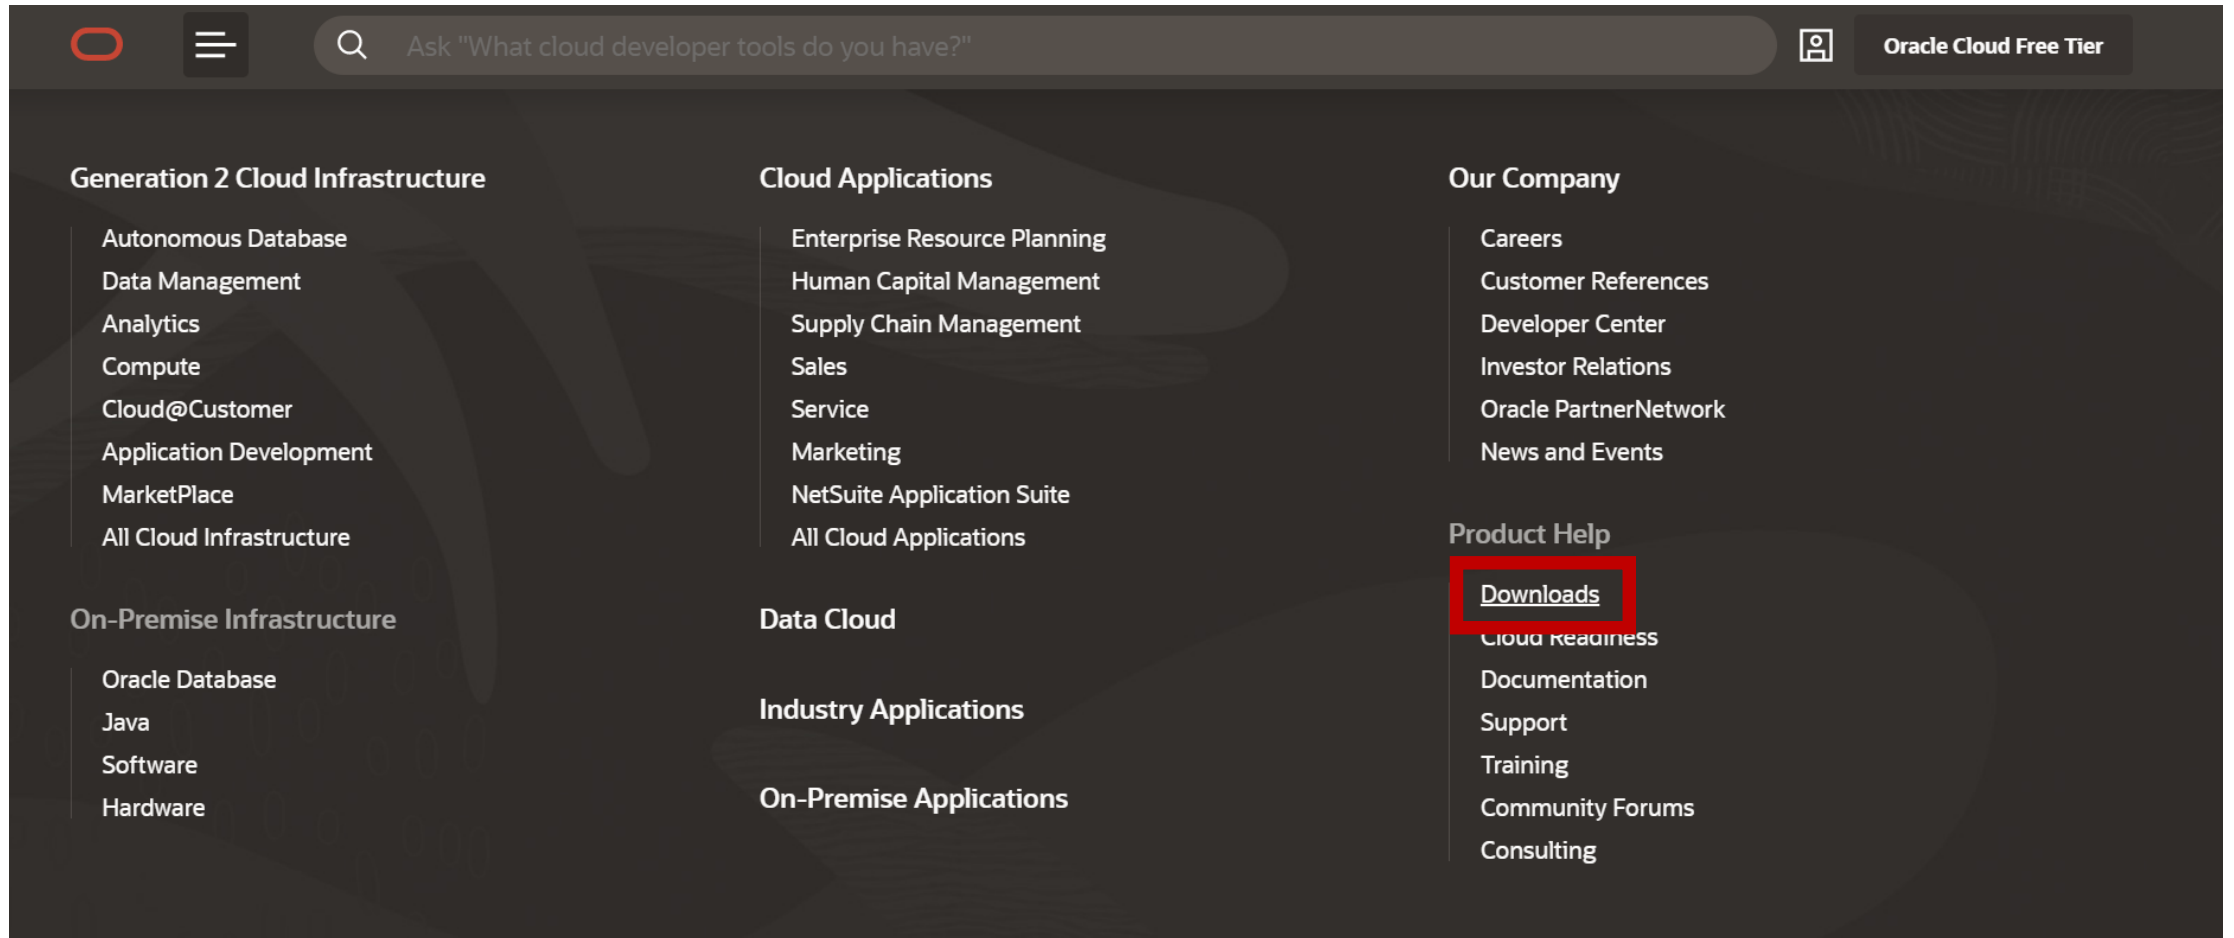 Ask "What cloud developer tools do you have?"
Oracle Cloud Free Tier
Generation 2 Cloud Infrastructure
Autonomous Database
Data Management
Analytics
Compute
Cloud@Customer
Application Development
MarketPlace
All Cloud Infrastructure
On-Premise Infrastructure
Oracle Database
Java
Software
Hardware
Cloud Applications
Enterprise Resource Planning
Human Capital Management
Supply Chain Management
Sales
Service
Marketing
NetSuite Application Suite
All Cloud Applications
Data Cloud
Industry Applications
On-Premise Applications
Our Company
Careers
Customer References
Developer Center
Investor Relations
Oracle PartnerNetwork
News and Events
Product Help
Downloads
Cloud Readiness
Documentation
Support
Training
Community Forums
Consulting